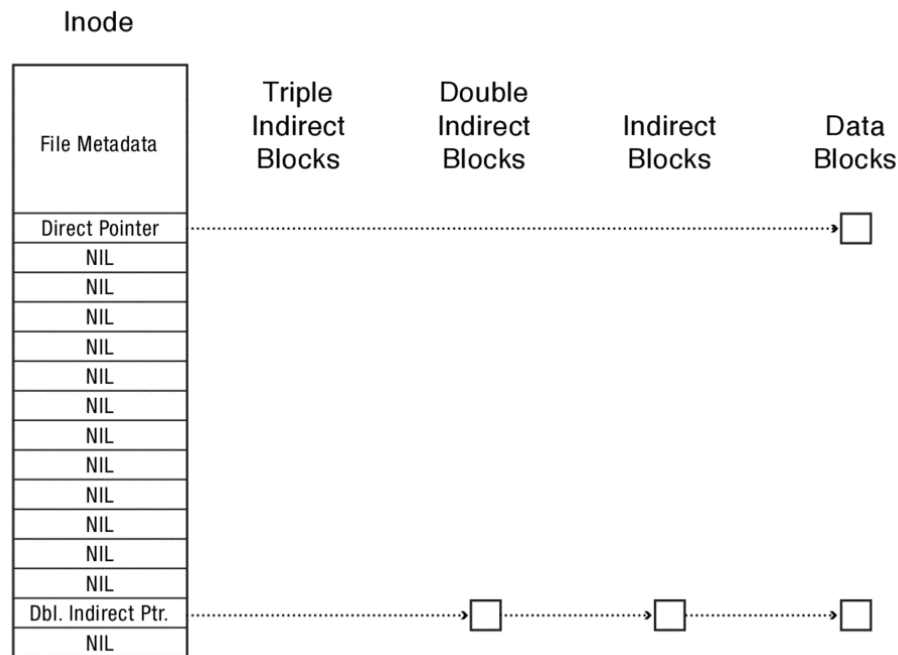 Inode
Triple
Indirect
Blocks
Double
Indirect
Blocks
Indirect
Blocks
Data
Blocks
File Metadata
Direct Pointer
NIL
NIL
NIL
NIL
NIL
NIL
NIL
NIL
NIL
NIL
NIL
NIL
Dbl. Indirect Ptr.
NIL